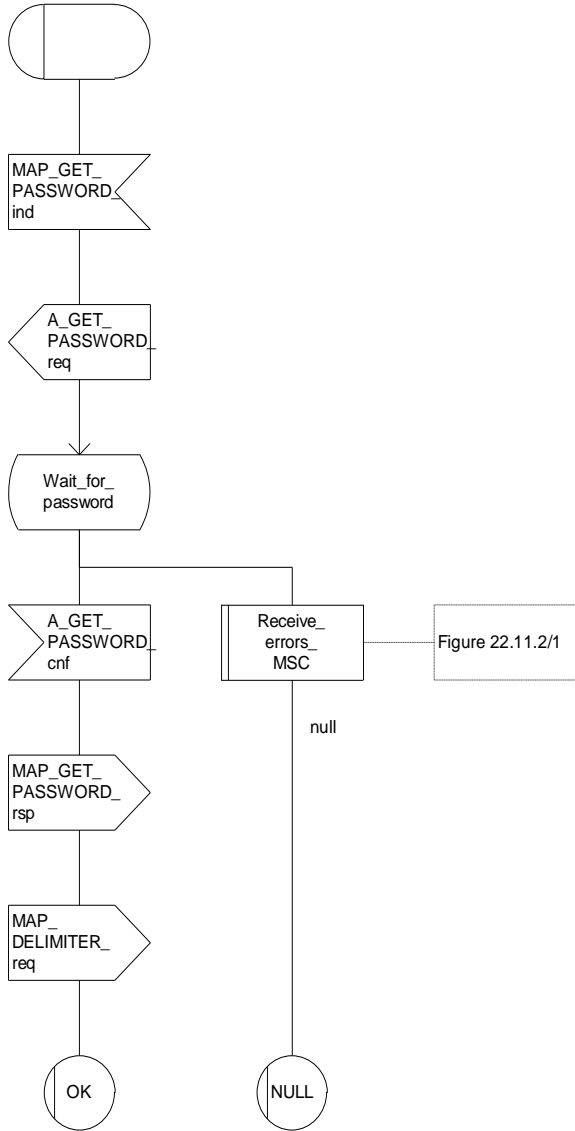 MAP_GET_
PASSWORD_
ind
A_GET_
PASSWORD_
req
Wait_for_
password
A_GET_
PASSWORD_
cnf
Receive_
errors_
MSC
Figure 22.11.2/1
null
MAP_GET_
PASSWORD_
rsp
MAP_
DELIMITER_
req
OK
NULL